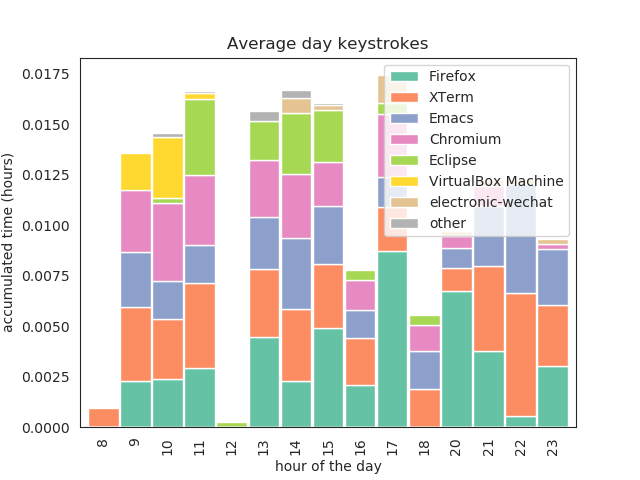 Average day keystrokes
0.0175
0.0150
0.0125
0.0100
0.0075
0.0050
0.0025
0.0000
accumulated time (hours)
Firefox
XTerm
Emacs
Chromium
Eclipse
VirtualBox Machine
electronic-wechat
other
8 9 10 11 12 13 14 15 16 17 18 20 21 22 23
hour of the day